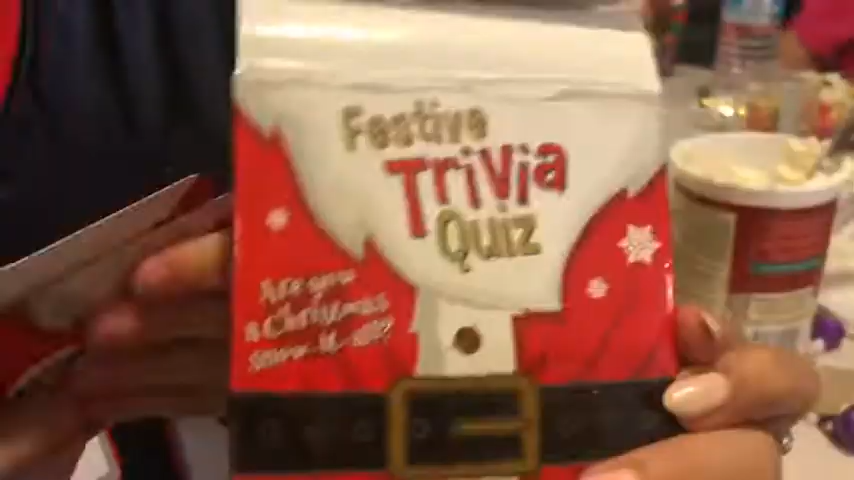 Festive
Trivia
Quiz
Are you
a Christmas
Know-it-all?